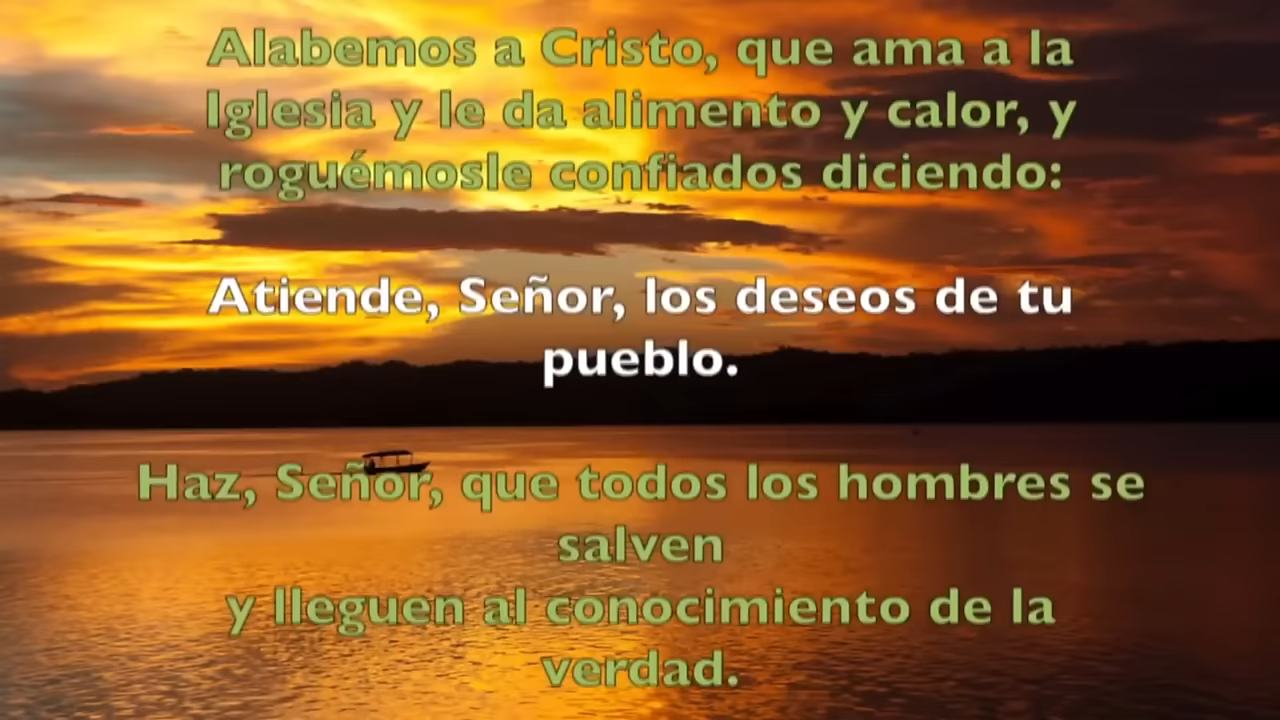 Alabemos a Cristo, que ama a la
Iglesia y le da alimento y calor, y
roguémosle confiados diciendo:
Atiende, Señor, los deseos de tu
pueblo.
Haz, Señor, que todos los hombres se
salven
y lleguen al conocimiento de la
verdad.